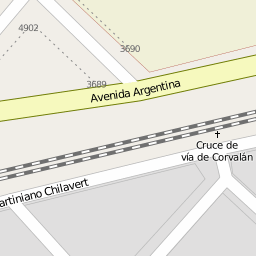 4902
3690
3689
Avenida Argentina
Cruce de
vía de Corvalán
artiniano Chilavert